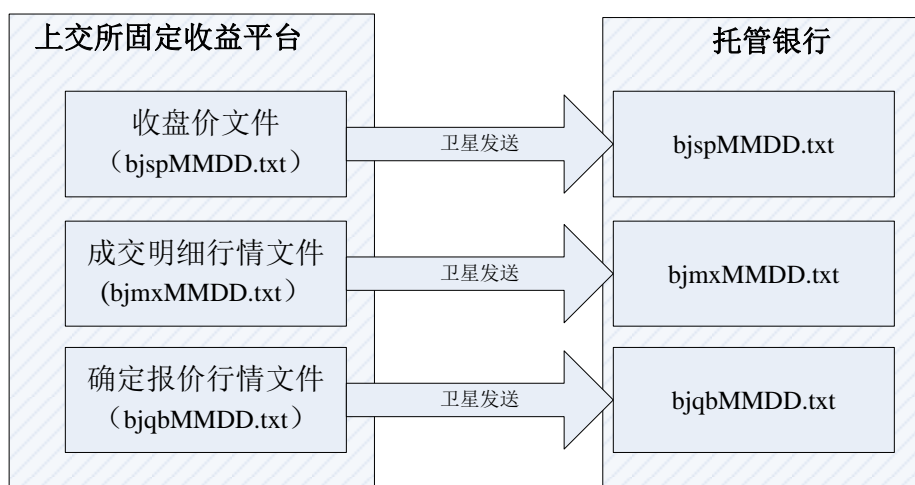 上交所固定收益平台
托管银行
收盘价文件
（bjspMMDD.txt）
卫星发送
bjspMMDD.txt
成交明细行情文件
(bjmxMMDD.txt）
卫星发送
bjmxMMDD.txt
确定报价行情文件
（bjqbMMDD.txt）
卫星发送
bjqbMMDD.txt